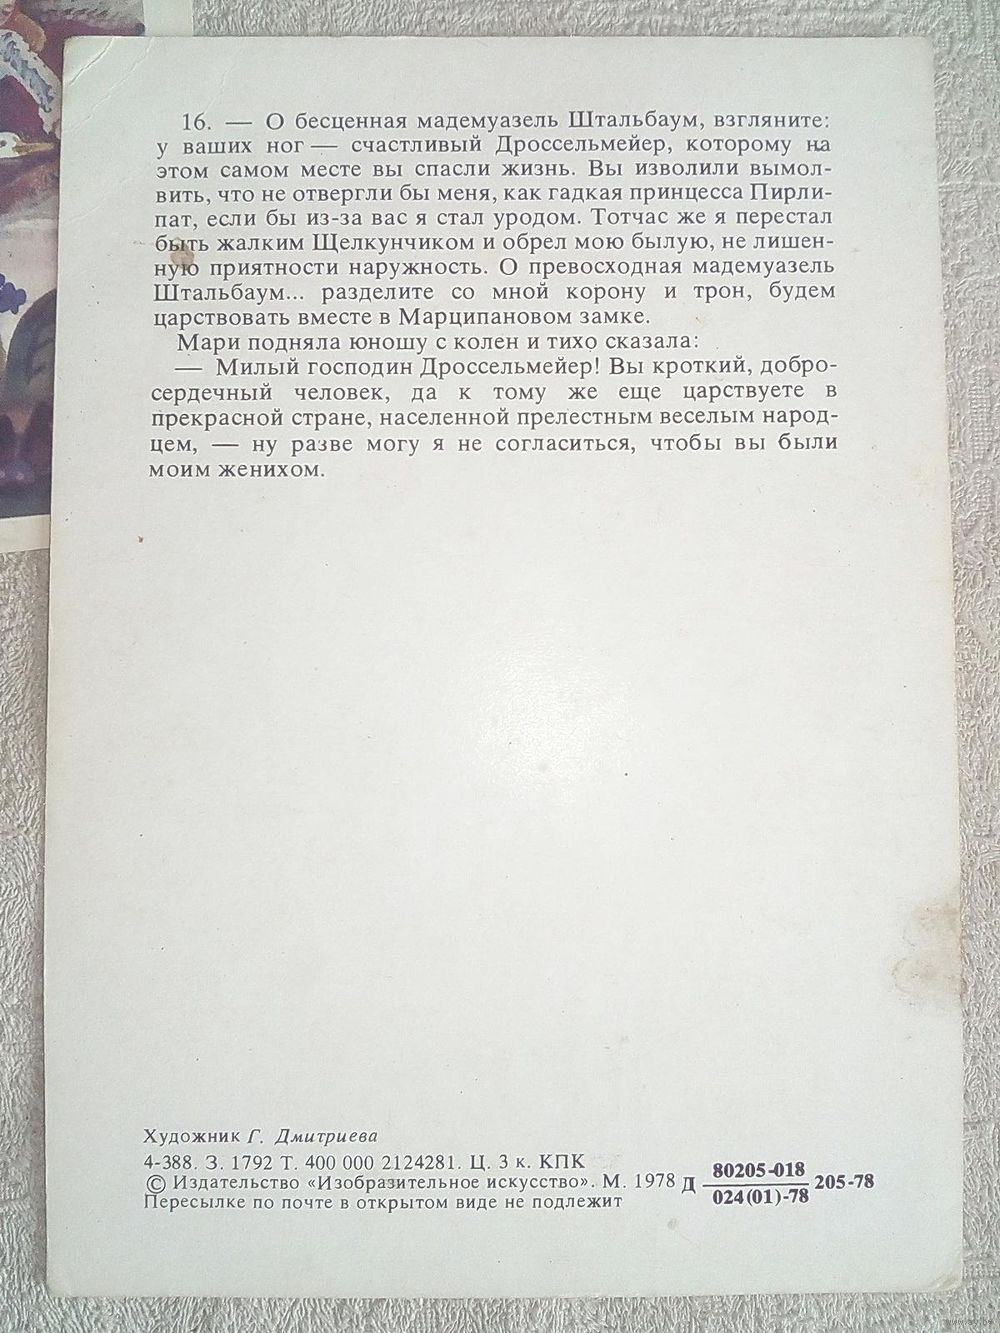 16. — О бесценная мадемуазель Штальбаум, взгляните:
у ваших ног — счастливый Дроссельмейер, которому на
этом самом месте вы спасли жизнь. Вы изволили вымол-
вить, что не отвергли бы меня, как гадкая принцесса Пирли-
пат, если бы из-за вас я стал уродом. Тотчас же я перестал
быть жалким Щелкунчиком и обрел мою былую, не лишен-
ную приятности наружность. О превосходная мадемуазель
Штальбаум... разделите со мной корону и трон, будем
царствовать вместе в Марципановом замке.
Мари подняла юношу с колен и тихо сказала:
— Милый господин Дроссельмейер! Вы кроткий, добро-
сердечный человек, да к тому же еще царствуете в
прекрасной стране, населенной прелестным веселым народ-
цем, — ну разве могу я не согласиться, чтобы вы были
моим женихом.
Художник Г. Дмитриева
4-388. З. 1792 Т. 400 000 2124281. Ц. 3 к. КПК
© Издательство «Изобразительное искусство». М. 1978
Пересылке по почте в открытом виде не подлежит
Д 80205-018
024(01)-78 205-78